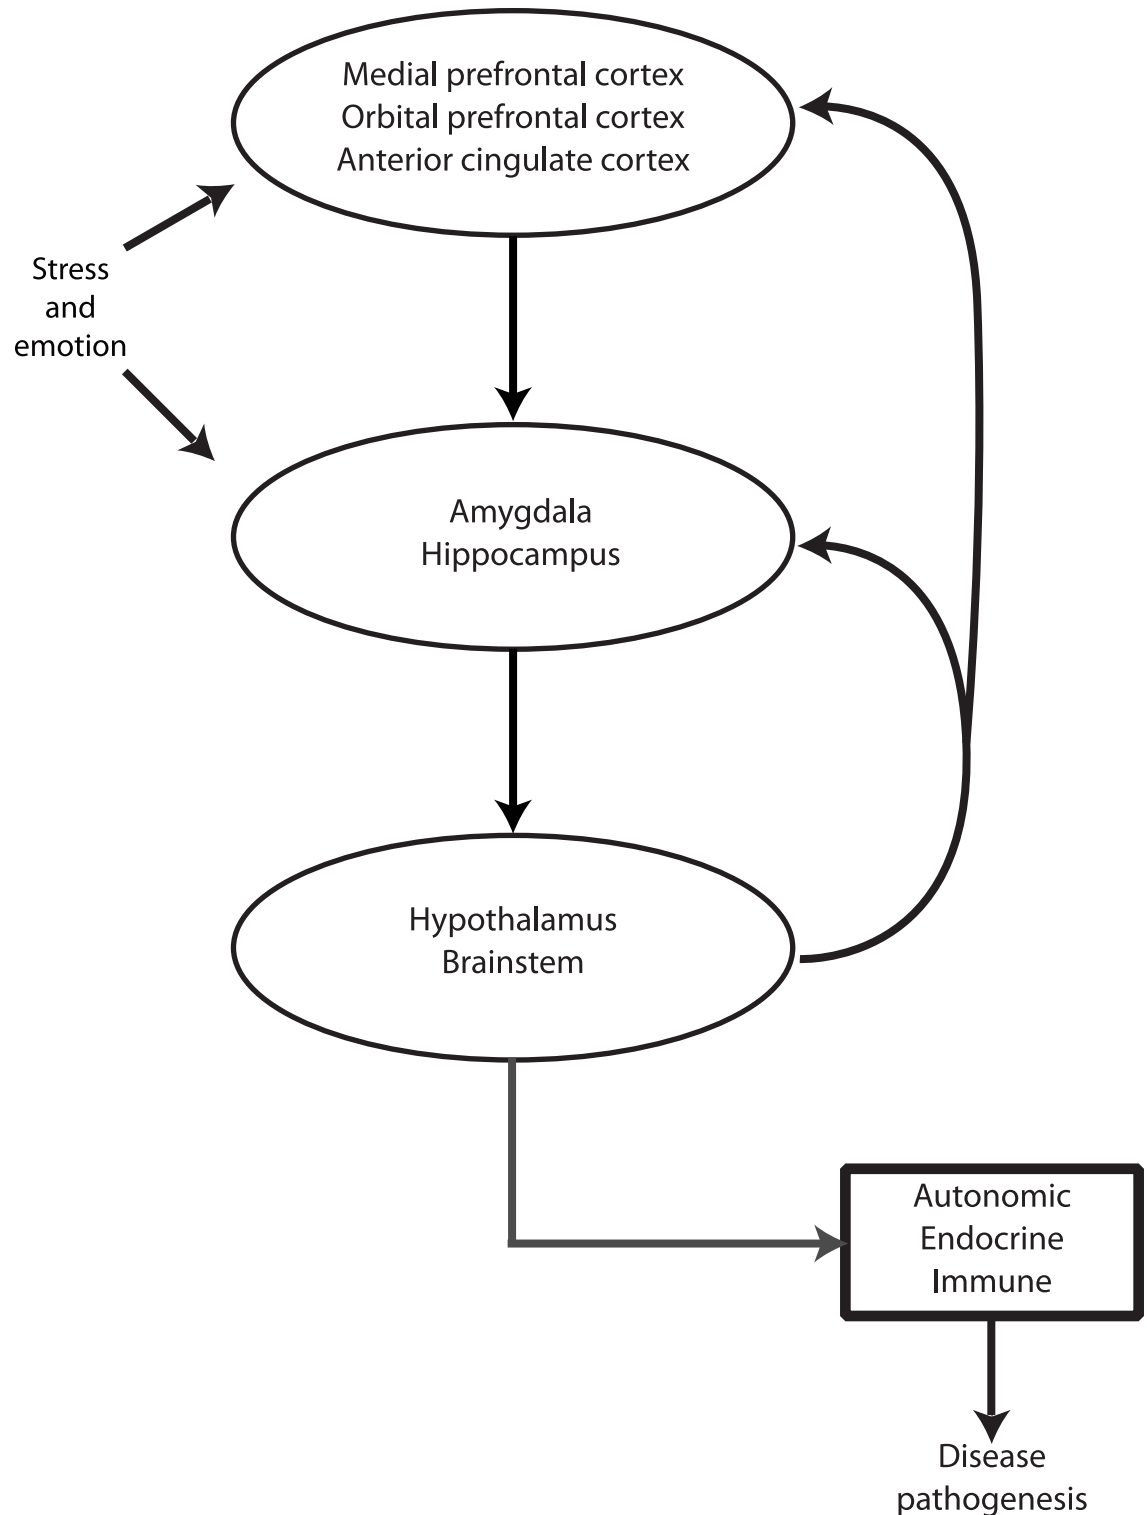 Medial prefrontal cortex
Orbital prefrontal cortex
Anterior cingulate cortex
Stress
and
emotion
Amygdala
Hippocampus
Hypothalamus
Brainstem
Autonomic
Endocrine
Immune
Disease
pathogenesis